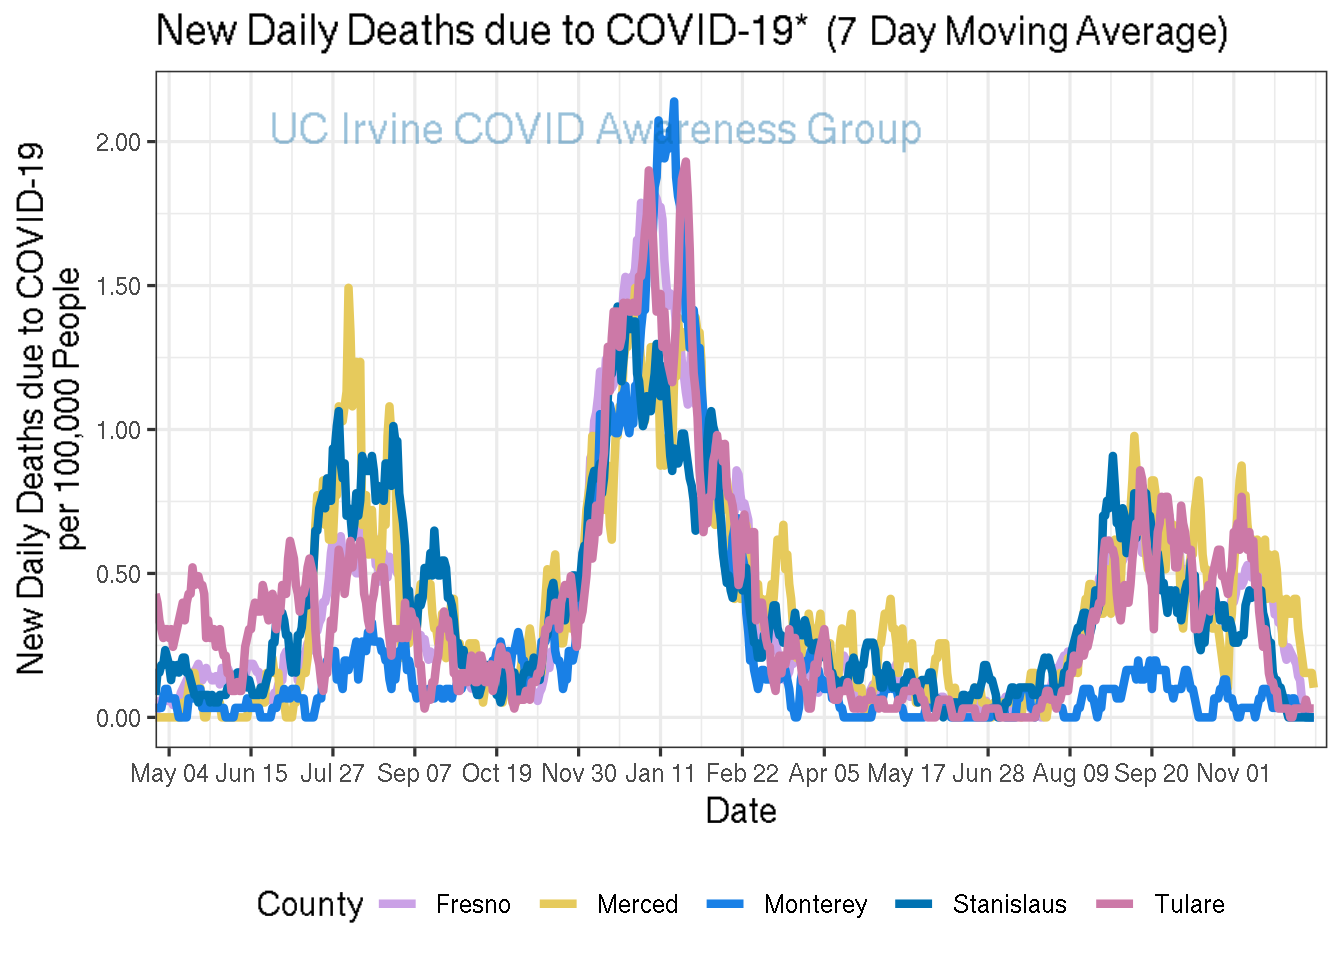 New Daily Deaths due to COVID-19* (7 Day Moving Average)
UC Irvine COVID Awareness Group
New Daily Deaths due to COVID-19
per 100,000 People
2.00
1.50
1.00
0.50
0.00
May 04 Jun 15 Jul 27 Sep 07 Oct 19 Nov 30 Jan 11 Feb 22 Apr 05 May 17 Jun 28 Aug 09 Sep 20 Nov 01
Date
County Fresno Merced Monterey Stanislaus Tulare